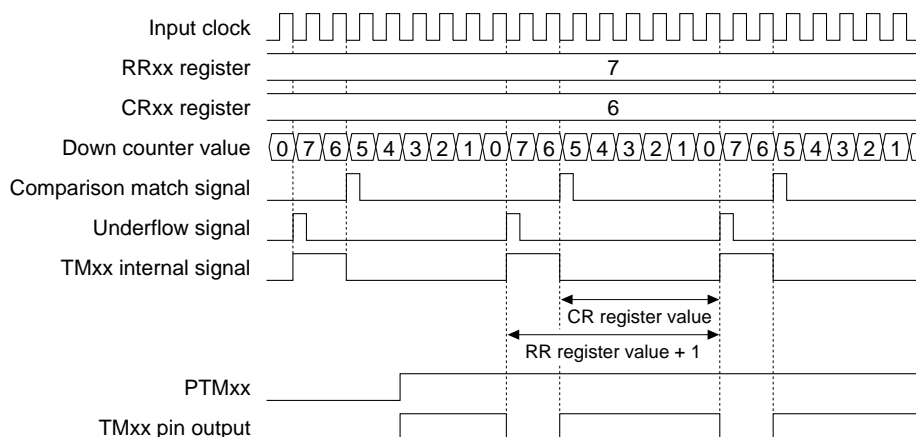 Input clock
RRxx register 7
CRxx register 6
Down counter value 0 7 6 5 4 3 2 1 0 7 6 5 4 3 2 1 0 7 6 5 4 3 2 1
Comparison match signal
Underflow signal
TMxx internal signal
CR register value
RR register value + 1
PTMxx
TMxx pin output